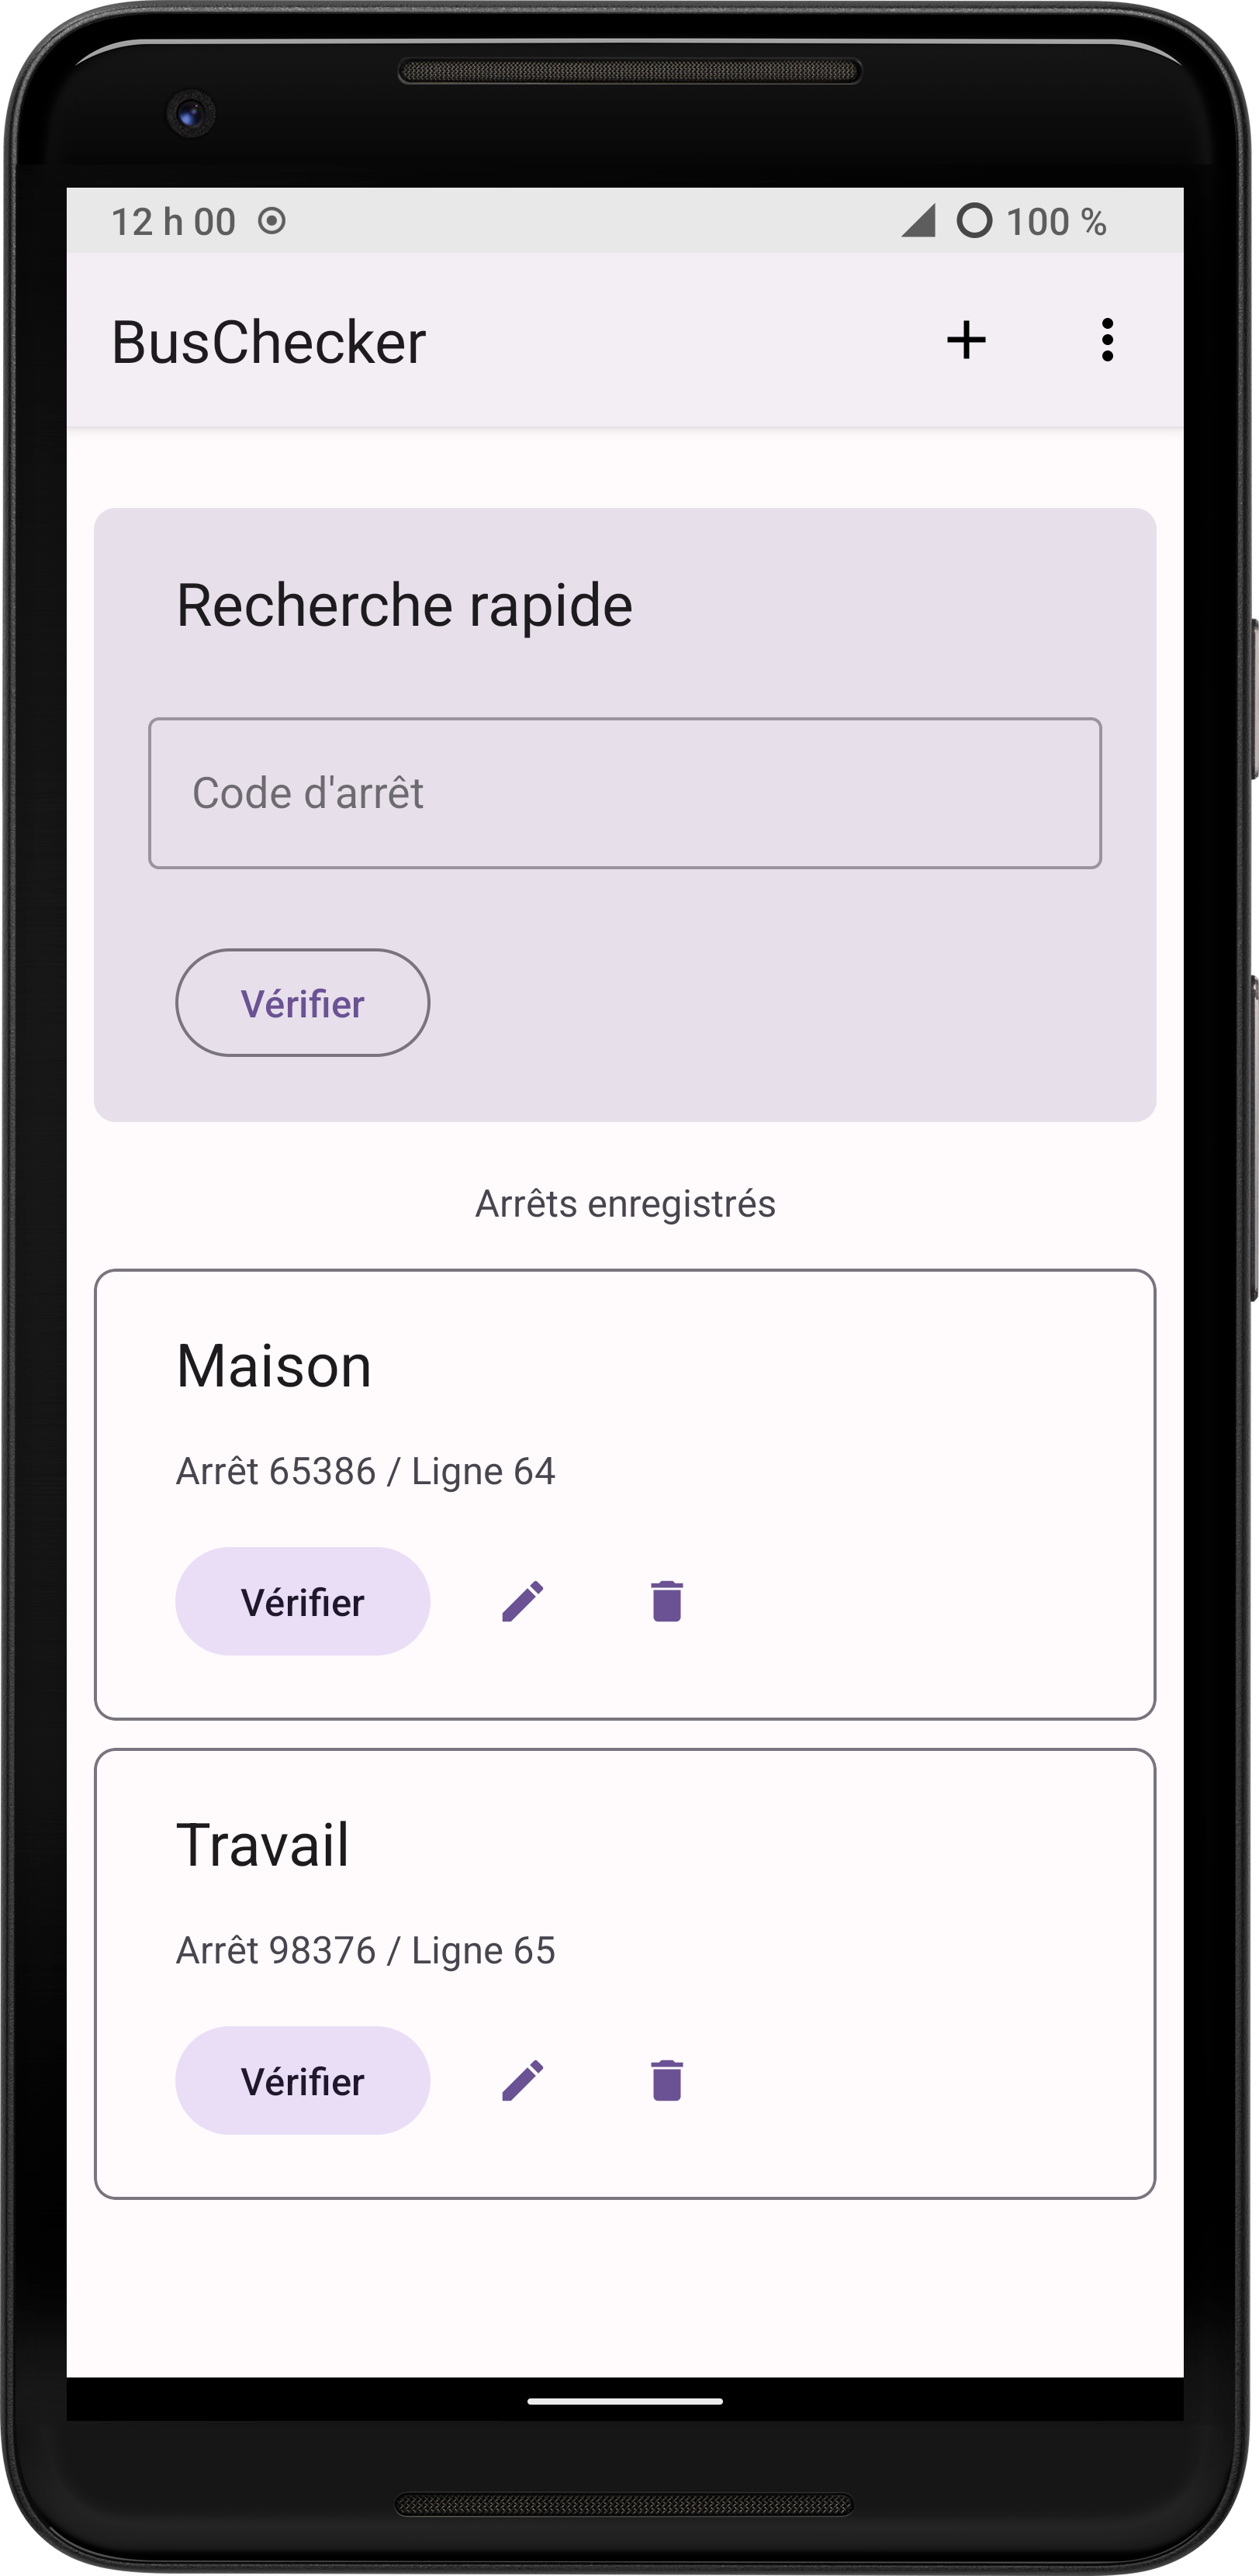 12 h 00 100 %
BusChecker
Recherche rapide
Code d'arrêt
Vérifier
Arrêts enregistrés
Maison
Arrêt 65386 / Ligne 64
Vérifier
Travail
Arrêt 98376 / Ligne 65
Vérifier